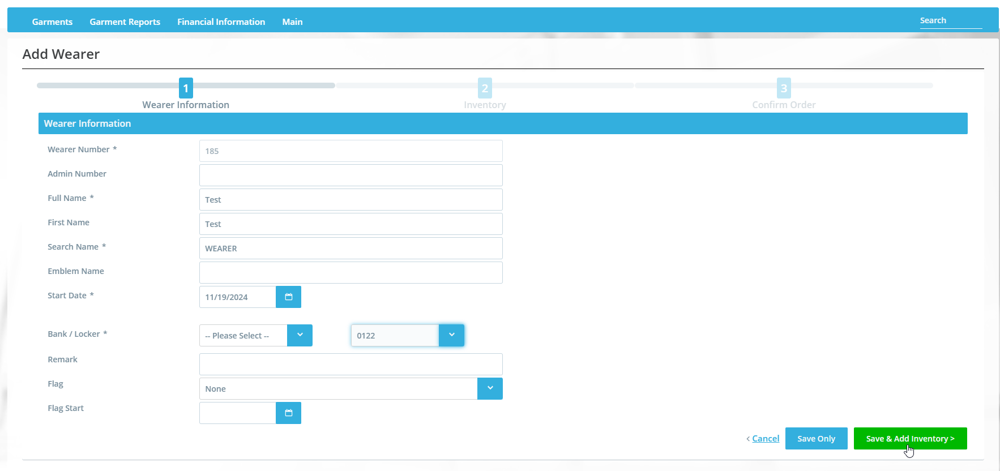 Garments Garment Reports Financial Information Main Search
Add Wearer
1 2 3
Wearer Information Inventory Confirm Order
Wearer Information
Wearer Number * 185
Admin Number
Full Name * Test
First Name Test
Search Name * WEARER
Emblem Name
Start Date * 11/19/2024
Bank / Locker * -- Please Select -- 0122
Remark
Flag None
Flag Start
< Cancel Save Only Save & Add Inventory >